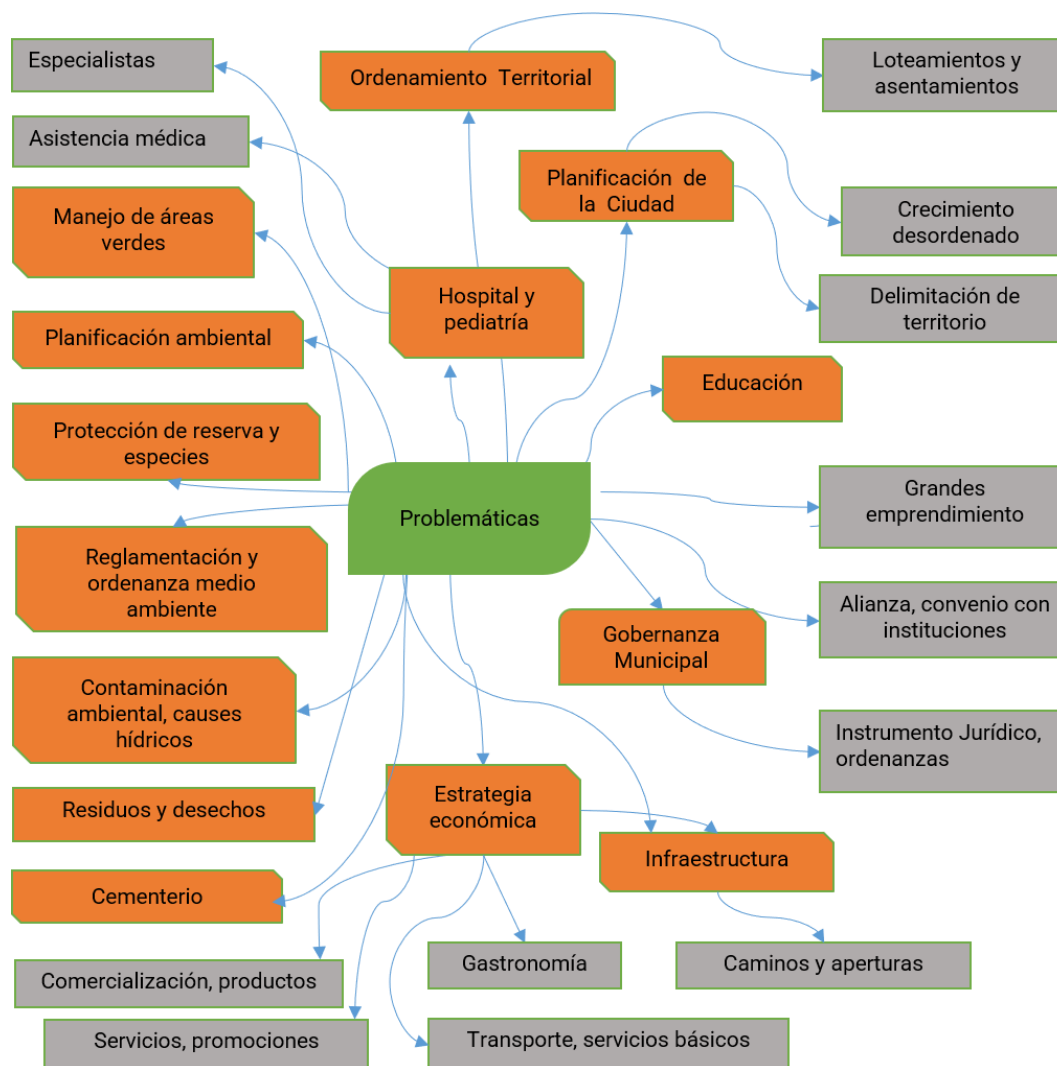 Especialistas
Ordenamiento Territorial
Loteamientos y
asentamientos
Asistencia médica
Planificación de
la Ciudad
Manejo de áreas
verdes
Crecimiento
desordenado
Hospital y
pediatría
Delimitación de
territorio
Planificación ambiental
Educación
Protección de reserva y
especies
Problemáticas
Grandes
emprendimiento
Reglamentación y
ordenanza medio
ambiente
Alianza, convenio con
instituciones
Gobernanza
Municipal
Contaminación
ambiental, causes
hídricos
Instrumento Jurídico,
ordenanzas
Residuos y desechos
Estrategia
económica
Infraestructura
Cementerio
Comercialización, productos
Gastronomía
Caminos y aperturas
Servicios, promociones
Transporte, servicios básicos